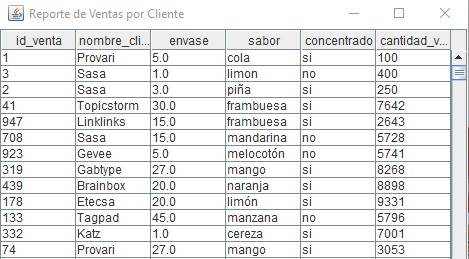 Reporte de Ventas por Cliente
id_venta nombre_cli... envase sabor concentrado cantidad_v...
1 Provari 5.0 cola si 100
3 Sasa 1.0 limon no 400
2 Sasa 3.0 piña si 250
41 Topicstorm 30.0 frambuesa si 7642
947 Linklinks 15.0 frambuesa si 2643
708 Sasa 15.0 mandarina no 5728
923 Gevee 5.0 melocotón no 5741
319 Gabtype 27.0 mango si 8268
439 Brainbox 20.0 naranja si 8898
178 Etecsa 20.0 limón si 9331
133 Tagpad 45.0 manzana no 5796
332 Katz 1.0 cereza si 7001
74 Provari 27.0 mango si 3053